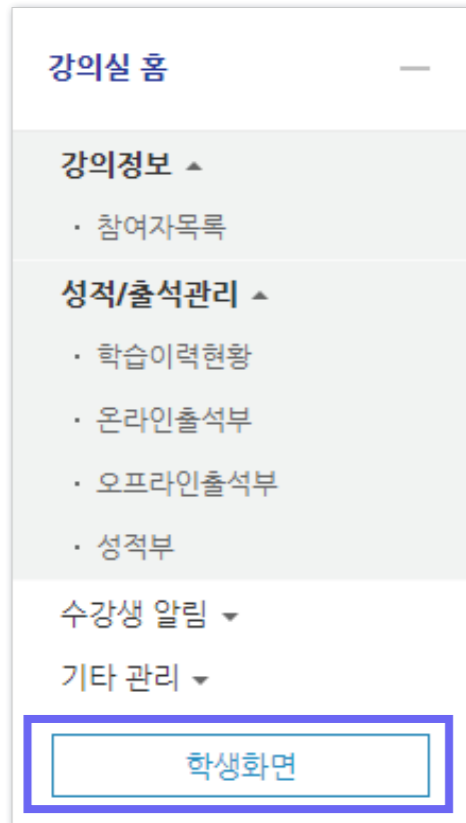 강의실 홈
강의정보
· 참여자목록
성적/출석관리
· 학습이력현황
· 온라인출석부
· 오프라인출석부
· 성적부
수강생 알림
기타 관리
학생화면